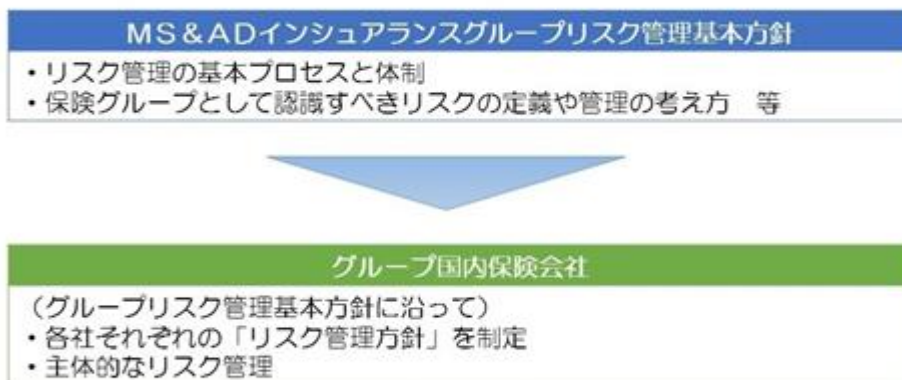 MS&ADインシュアランスグループリスク管理基本方針
・リスク管理の基本プロセスと体制
・保険グループとして認識すべきリスクの定義や管理の考え方　等
グループ国内保険会社
（グループリスク管理基本方針に沿って）
・各社それぞれの「リスク管理方針」を制定
・主体的なリスク管理